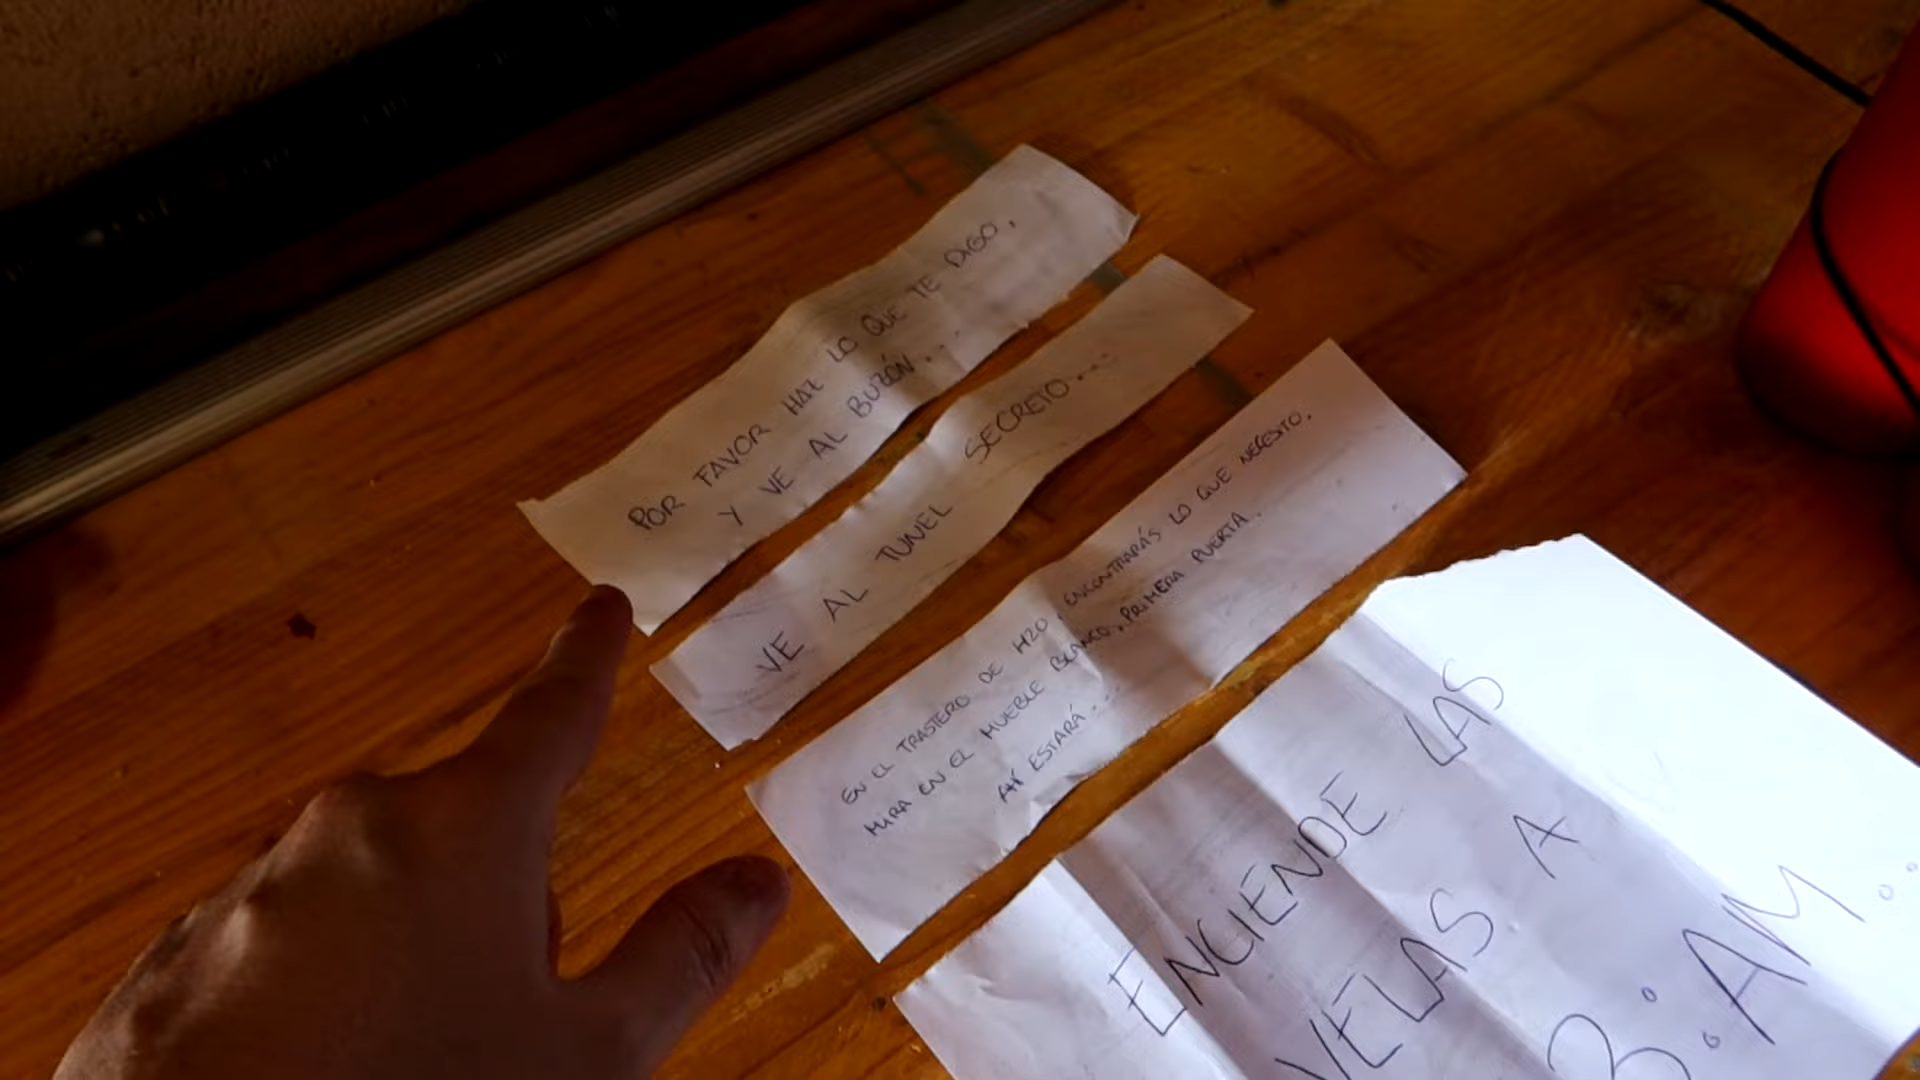 POR FAVOR HAZ LO QUE TE DIGO,
Y VE AL BUZÓN...
VE AL TUNEL SECRETO...
EN EL TRASTERO DE H2O ENCONTRARÁS LO QUE NECESITO.
MIRA EN EL MUEBLE BLANCO, PRIMERA PUERTA.
AHÍ ESTARÁ...
ENCIENDE LAS
VELAS A
3:AM...